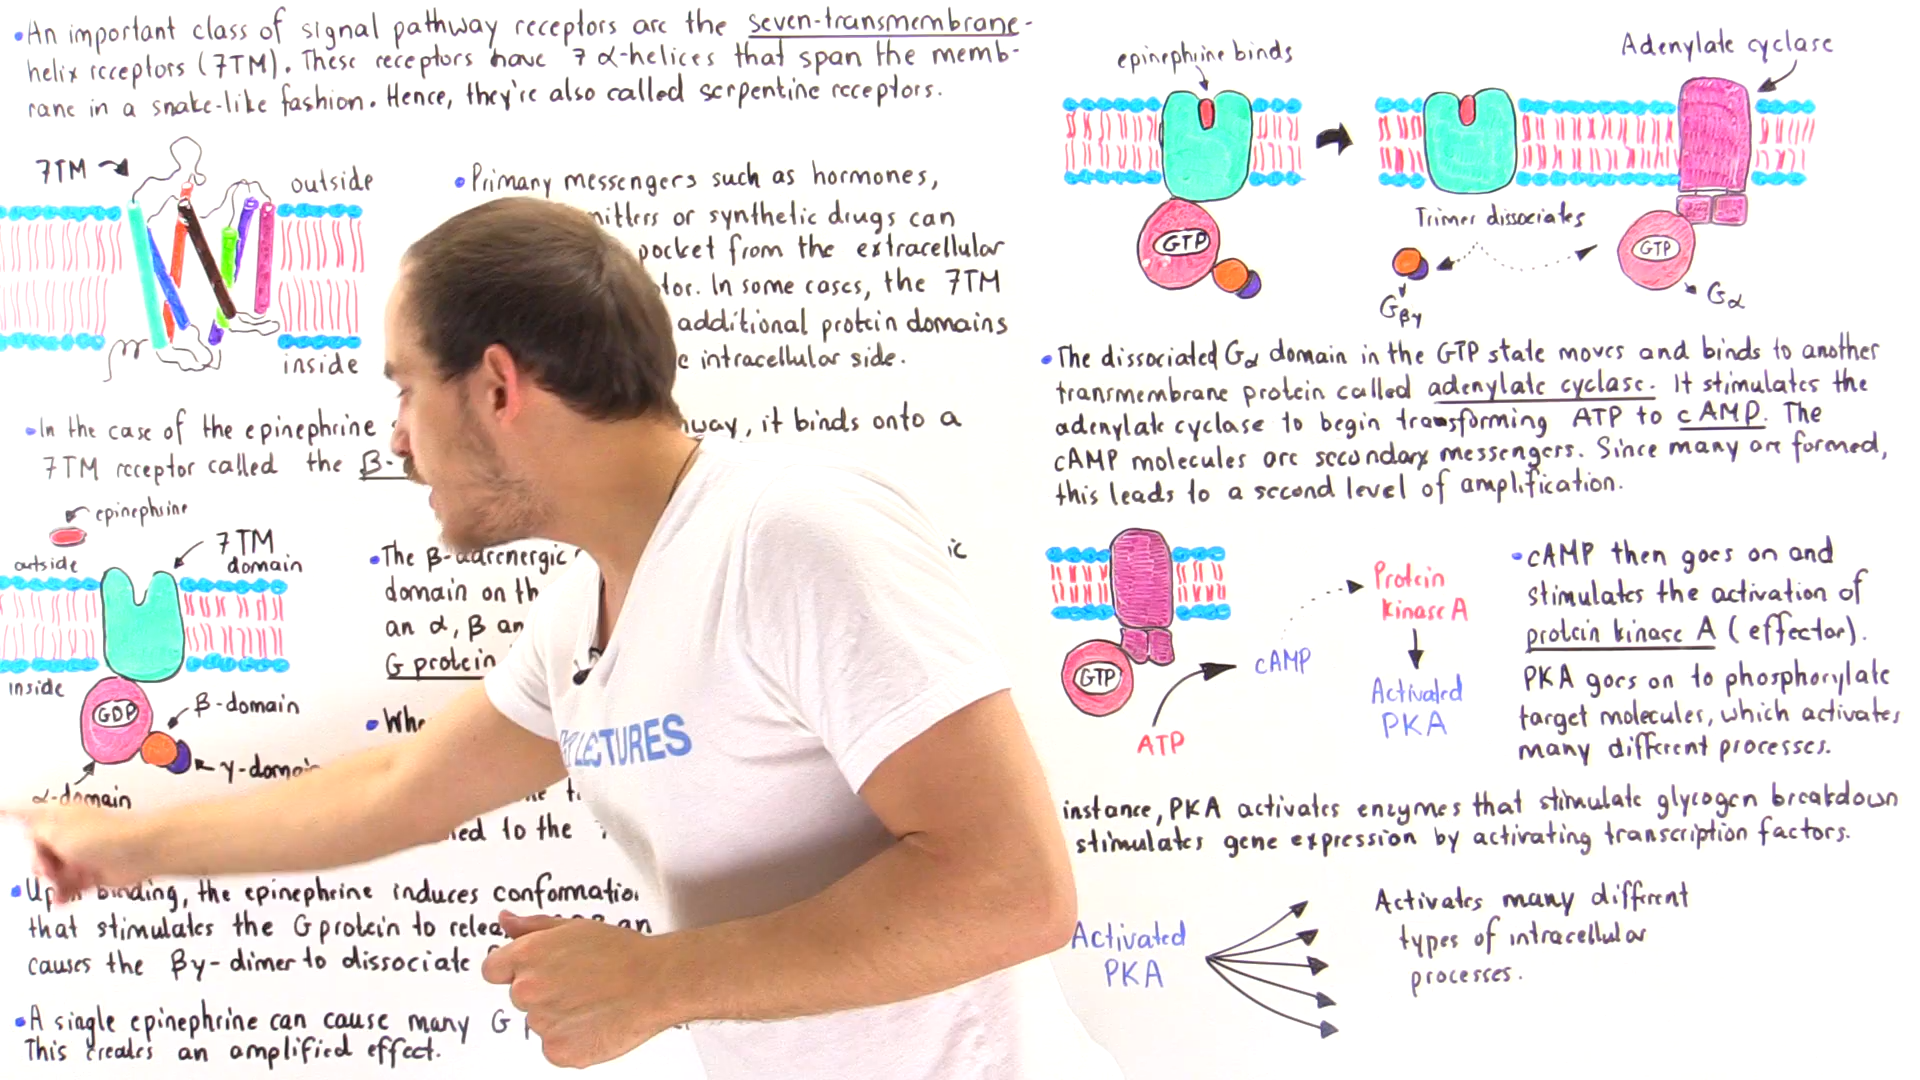 •An important class of signal pathway receptors are the seven-transmembrane-
helix receptors (7TM). These receptors have 7 α-helices that span the memb-
rane in a snake-like fashion. Hence, they're also called serpentine receptors.
7TM
outside
inside
•Primary messengers such as hormones,
mitters or synthetic drugs can
pocket from the extracellular
tor. In some cases, the 7TM
additional protein domains
intracellular side.
•In the case of the epinephrine way, it binds onto a
7TM receptor called the β-
epinephrine
outside
7TM
domain
inside
GDP
β-domain
γ-domain
α-domain
•The β-adrenergic ic
domain on th
an α, β an
G protein
•Whe
ed to the
•Upon binding, the epinephrine induces conformatio
that stimulates the G protein to relea an
causes the βγ-dimer to dissociate
•A single epinephrine can cause many G
This creates an amplified effect.
LECTURES
epinephrine binds
Adenylate cyclase
GTP
Trimer dissociates
GTP
Gβγ
Gα
•The dissociated Gα domain in the GTP state moves and binds to another
transmembrane protein called adenylate cyclase. It stimulates the
adenylate cyclase to begin transforming ATP to cAMP. The
cAMP molecules are secondary messengers. Since many are formed,
this leads to a second level of amplification.
GTP
ATP
cAMP
Protein
kinase A
Activated
PKA
•cAMP then goes on and
stimulates the activation of
protein kinase A (effector).
PKA goes on to phosphorylate
target molecules, which activates
many different processes.
instance, PKA activates enzymes that stimulate glycogen breakdown
stimulates gene expression by activating transcription factors.
Activated
PKA
Activates many different
types of intracellular
processes.